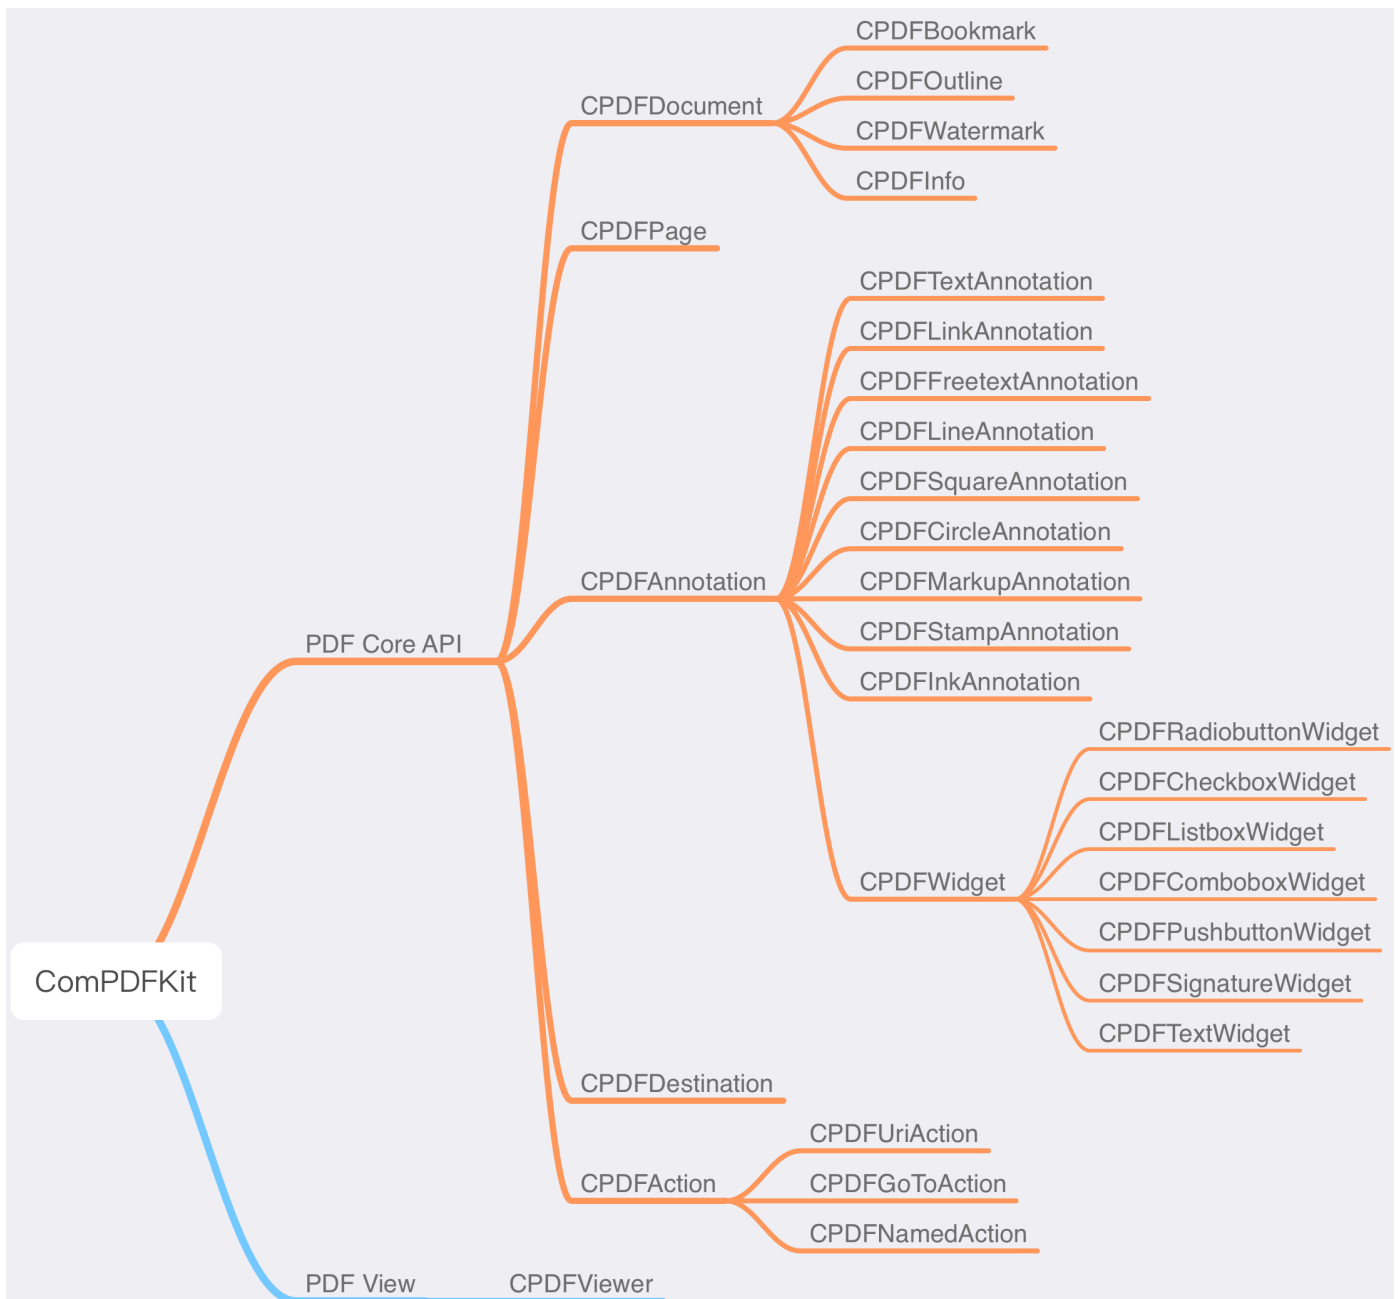 CPDFBookmark
CPDFOutline
CPDFDocument
CPDFWatermark
CPDFInfo
CPDFPage
CPDFTextAnnotation
CPDFLinkAnnotation
CPDFFreetextAnnotation
CPDFLineAnnotation
CPDFSquareAnnotation
CPDFCircleAnnotation
CPDFAnnotation
CPDFMarkupAnnotation
CPDFStampAnnotation
PDF Core API
CPDFInkAnnotation
CPDFRadiobuttonWidget
CPDFCheckboxWidget
CPDFListboxWidget
CPDFWidget
CPDFComboboxWidget
CPDFPushbuttonWidget
ComPDFKit
CPDFSignatureWidget
CPDFTextWidget
CPDFDestination
CPDFUriAction
CPDFAction
CPDFGoToAction
CPDFNamedAction
PDF View
CPDFViewer